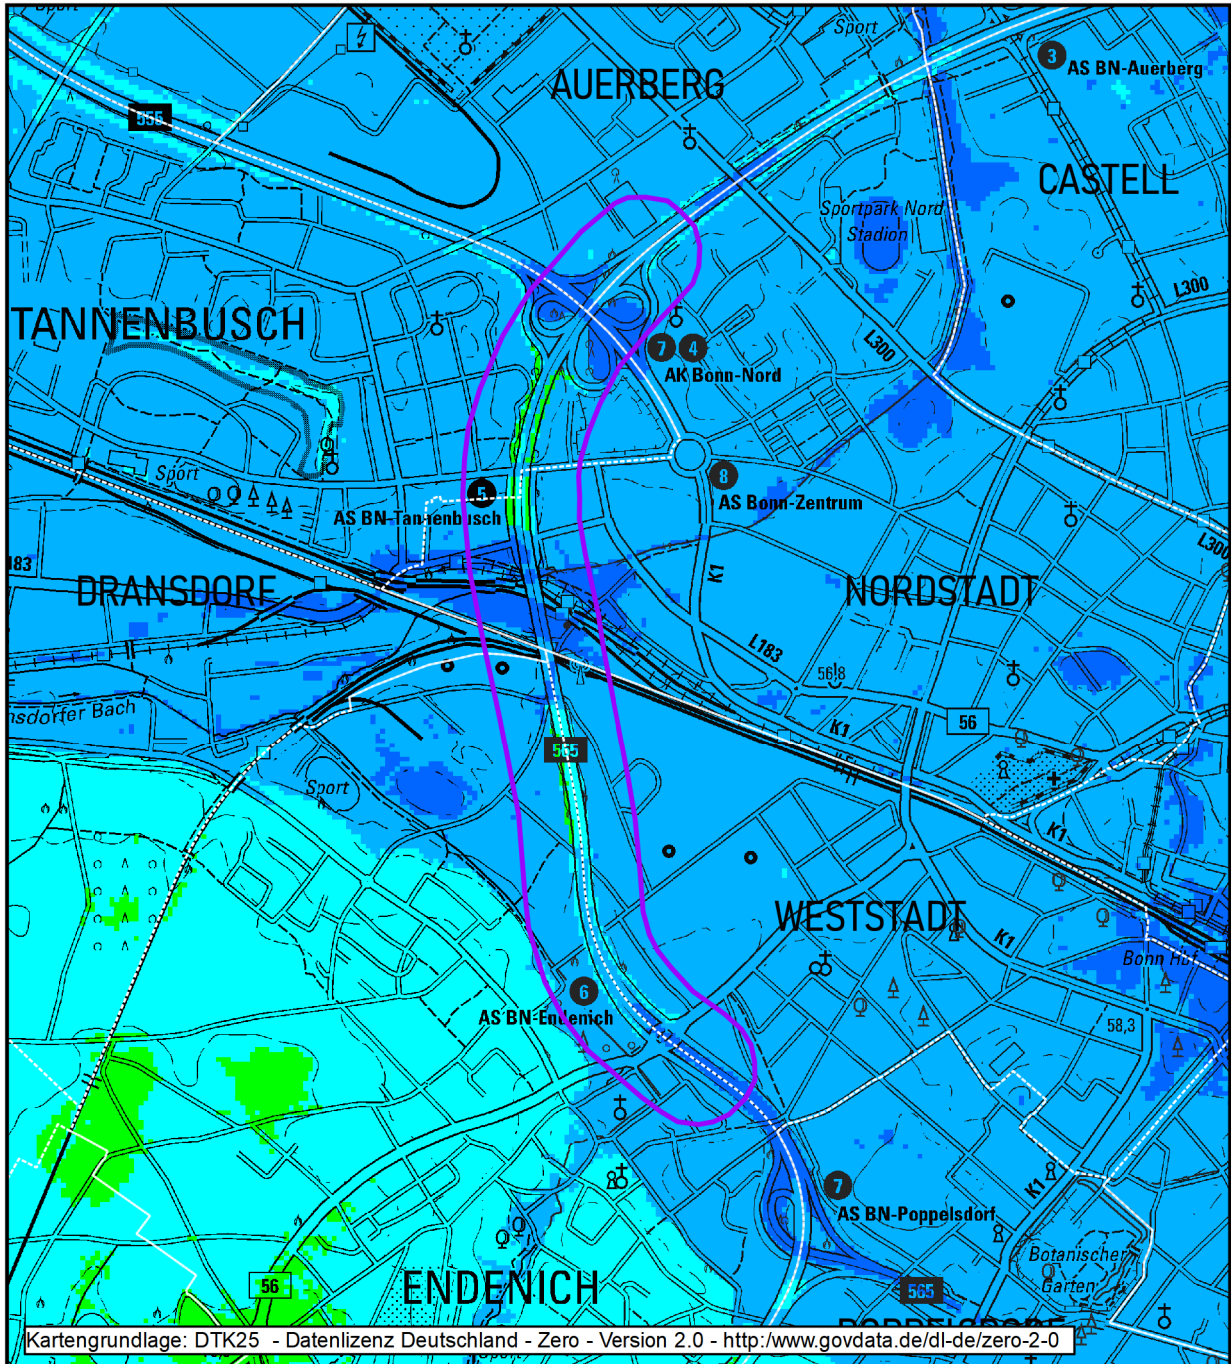 Sport
Sport
3
AS BN-Auerberg
AUERBERG
555
CASTELL
Sportpark Nord
Stadion
L300
TANNENBUSCH
7 4
AK Bonn-Nord
L300
Sport
5
AS BN-Tannenbusch
8
AS Bonn-Zentrum
L300
183
DRANSDORF
K1
NORDSTADT
L183
56,8
nsdorfer Bach
56
K1
565
Sport
K1
WESTSTADT
K1
Bonn Hbf
6
AS BN-Endenich
58,3
7
AS BN-Poppelsdorf
K1
Botanischer
Garten
56
ENDENICH
565
POPPELSDORF
Kartengrundlage: DTK25 - Datenlizenz Deutschland - Zero - Version 2.0 - http:/www.govdata.de/dl-de/zero-2-0